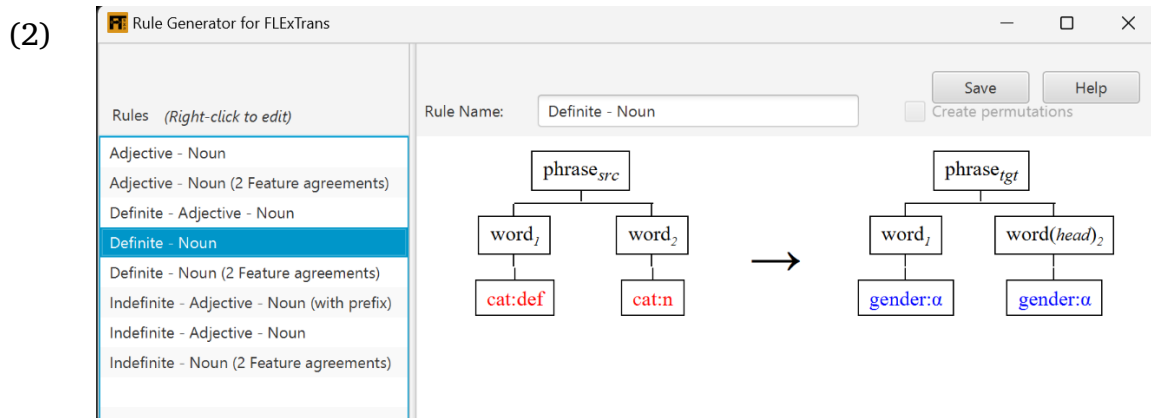 (2)
Rule Generator for FLExTrans
Save Help
Rules (Right-click to edit)
Rule Name: Definite - Noun
Create permutations
Adjective - Noun
Adjective - Noun (2 Feature agreements)
Definite - Adjective - Noun
Definite - Noun
Definite - Noun (2 Feature agreements)
Indefinite - Adjective - Noun (with prefix)
Indefinite - Adjective - Noun
Indefinite - Noun (2 Feature agreements)
phrasesrc
word1 word2
cat:def cat:n
→
phrasetgt
word1 word(head)2
gender:α gender:α